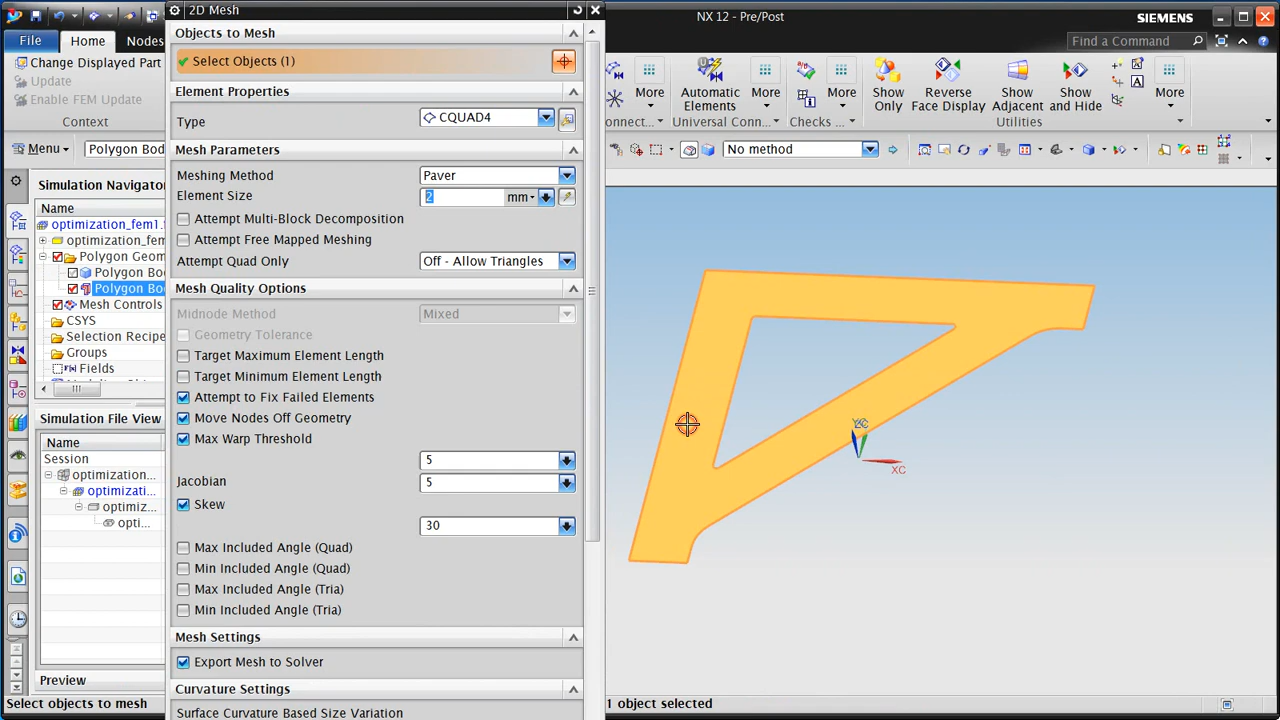 2D Mesh
NX 12 - Pre/Post
SIEMENS
File
Home
Nodes
Find a Command
Change Displayed Part
Update
Enable FEM Update
Context
Menu
Polygon Bod
Objects to Mesh
Select Objects (1)
Element Properties
Type
CQUAD4
Mesh Parameters
Meshing Method
Paver
Element Size
2
mm
Attempt Multi-Block Decomposition
Attempt Free Mapped Meshing
Attempt Quad Only
Off - Allow Triangles
Mesh Quality Options
Midnode Method
Mixed
Geometry Tolerance
Target Maximum Element Length
Target Minimum Element Length
Attempt to Fix Failed Elements
Move Nodes Off Geometry
Max Warp Threshold
5
Jacobian
5
Skew
30
Max Included Angle (Quad)
Min Included Angle (Quad)
Max Included Angle (Tria)
Min Included Angle (Tria)
Mesh Settings
Export Mesh to Solver
Curvature Settings
Surface Curvature Based Size Variation
More
Automatic Elements
More
More
Show Only
Reverse Face Display
Show Adjacent
Show and Hide
More
onnect...
Universal Conn...
Checks ...
Utilities
No method
Simulation Navigator
Name
optimization_fem1.f
optimization_fem
Polygon Geom
Polygon Bo
Polygon Bo
Mesh Controls
CSYS
Selection Recipe
Groups
Fields
Simulation File View
Name
Session
optimization...
optimizati...
optimiz...
opti...
Preview
XC
Select objects to mesh
1 object selected